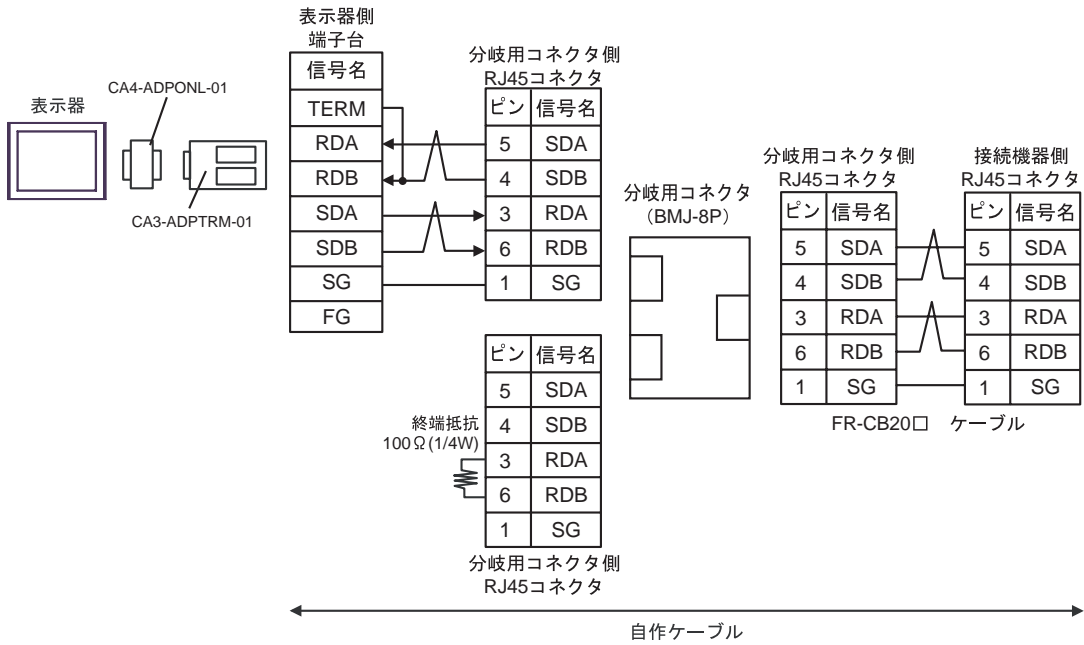 表示器
CA4-ADPONL-01
CA3-ADPTRM-01
表示器側
端子台
信号名
TERM
RDA
RDB
SDA
SDB
SG
FG
分岐用コネクタ側
RJ45コネクタ
ピン 信号名
5 SDA
4 SDB
3 RDA
6 RDB
1 SG
終端抵抗
100Ω(1/4W)
ピン 信号名
5 SDA
4 SDB
3 RDA
6 RDB
1 SG
分岐用コネクタ側
RJ45コネクタ
分岐用コネクタ
（BMJ-8P）
分岐用コネクタ側
RJ45コネクタ
ピン 信号名
5 SDA
4 SDB
3 RDA
6 RDB
1 SG
接続機器側
RJ45コネクタ
ピン 信号名
5 SDA
4 SDB
3 RDA
6 RDB
1 SG
FR-CB20□ ケーブル
自作ケーブル